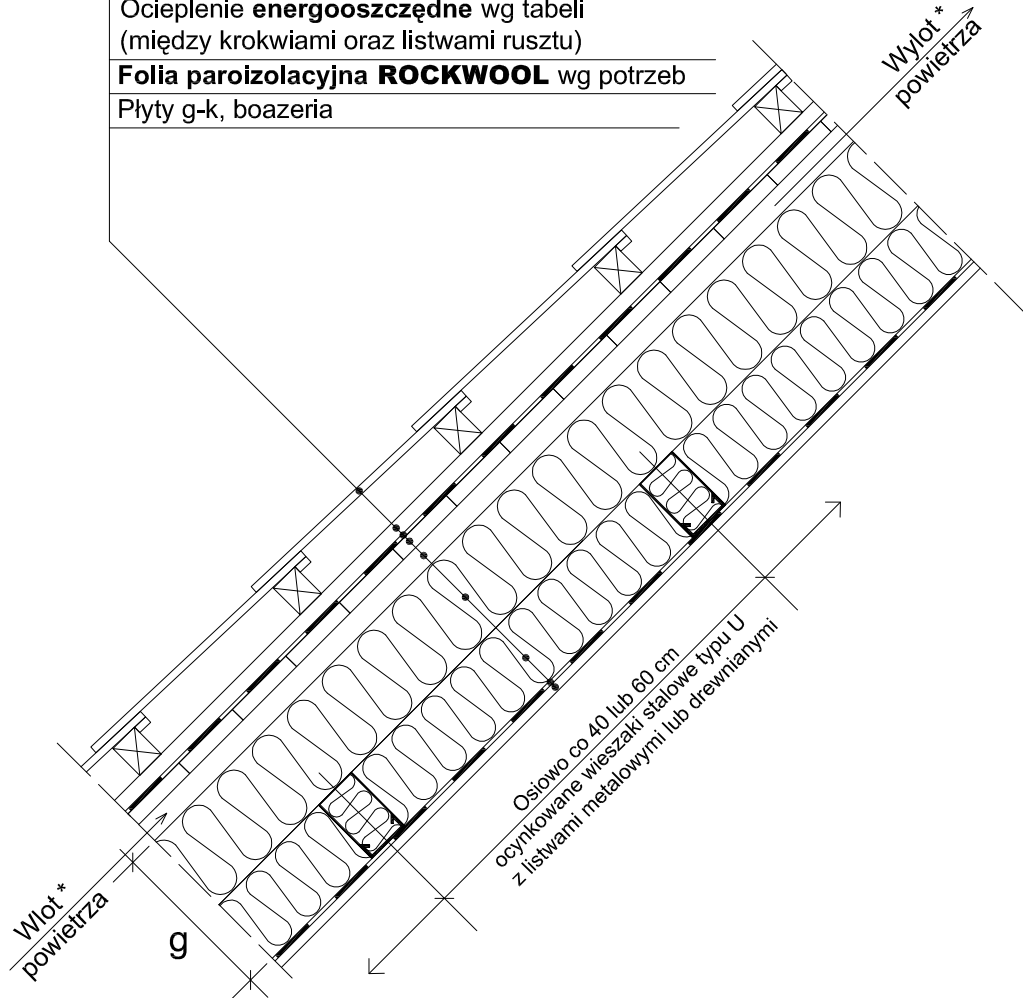 Ocieplenie energooszczędne wg tabeli
(między krokwiami oraz listwami rusztu)
Folia paroizolacyjna ROCKWOOL wg potrzeb
Płyty g-k, boazeria
Wylot *
powietrza
Osiowo co 40 lub 60 cm
ocynkowane wieszaki stalowe typu U
z listwami metalowymi lub drewnianymi
Wlot *
powietrza
g